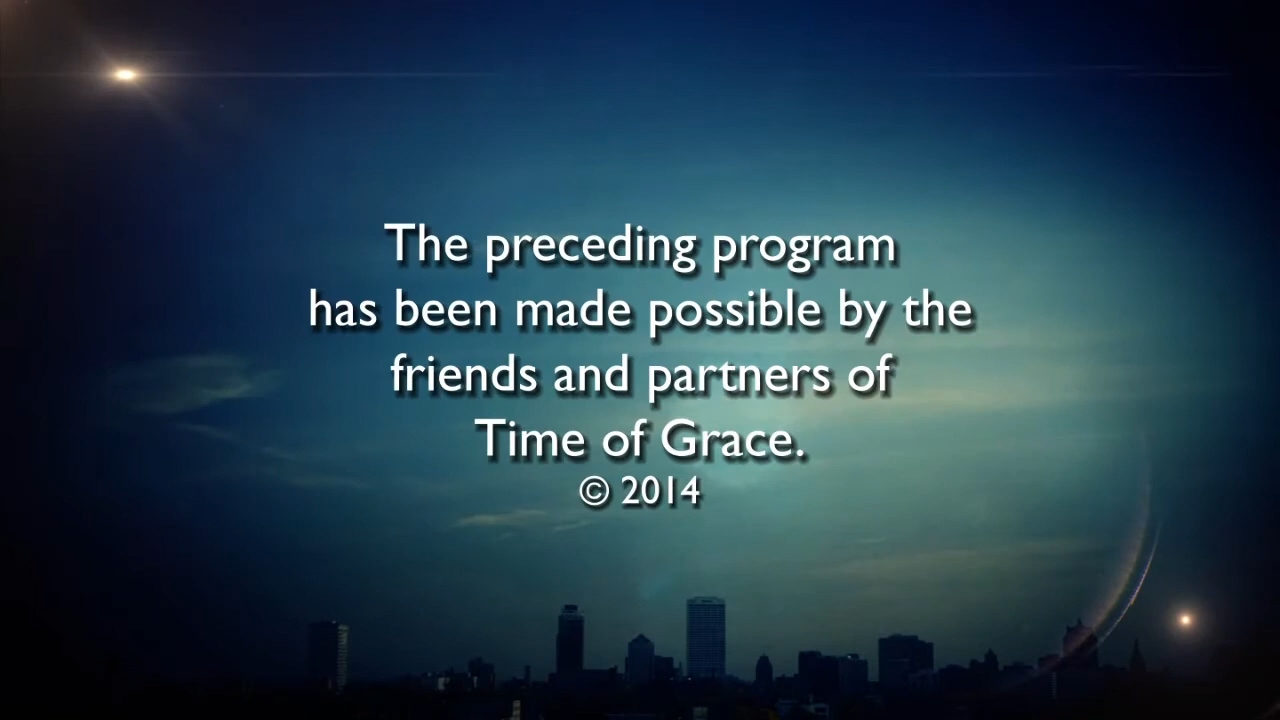 The preceding program
has been made possible by the
friends and partners of
Time of Grace.
© 2014